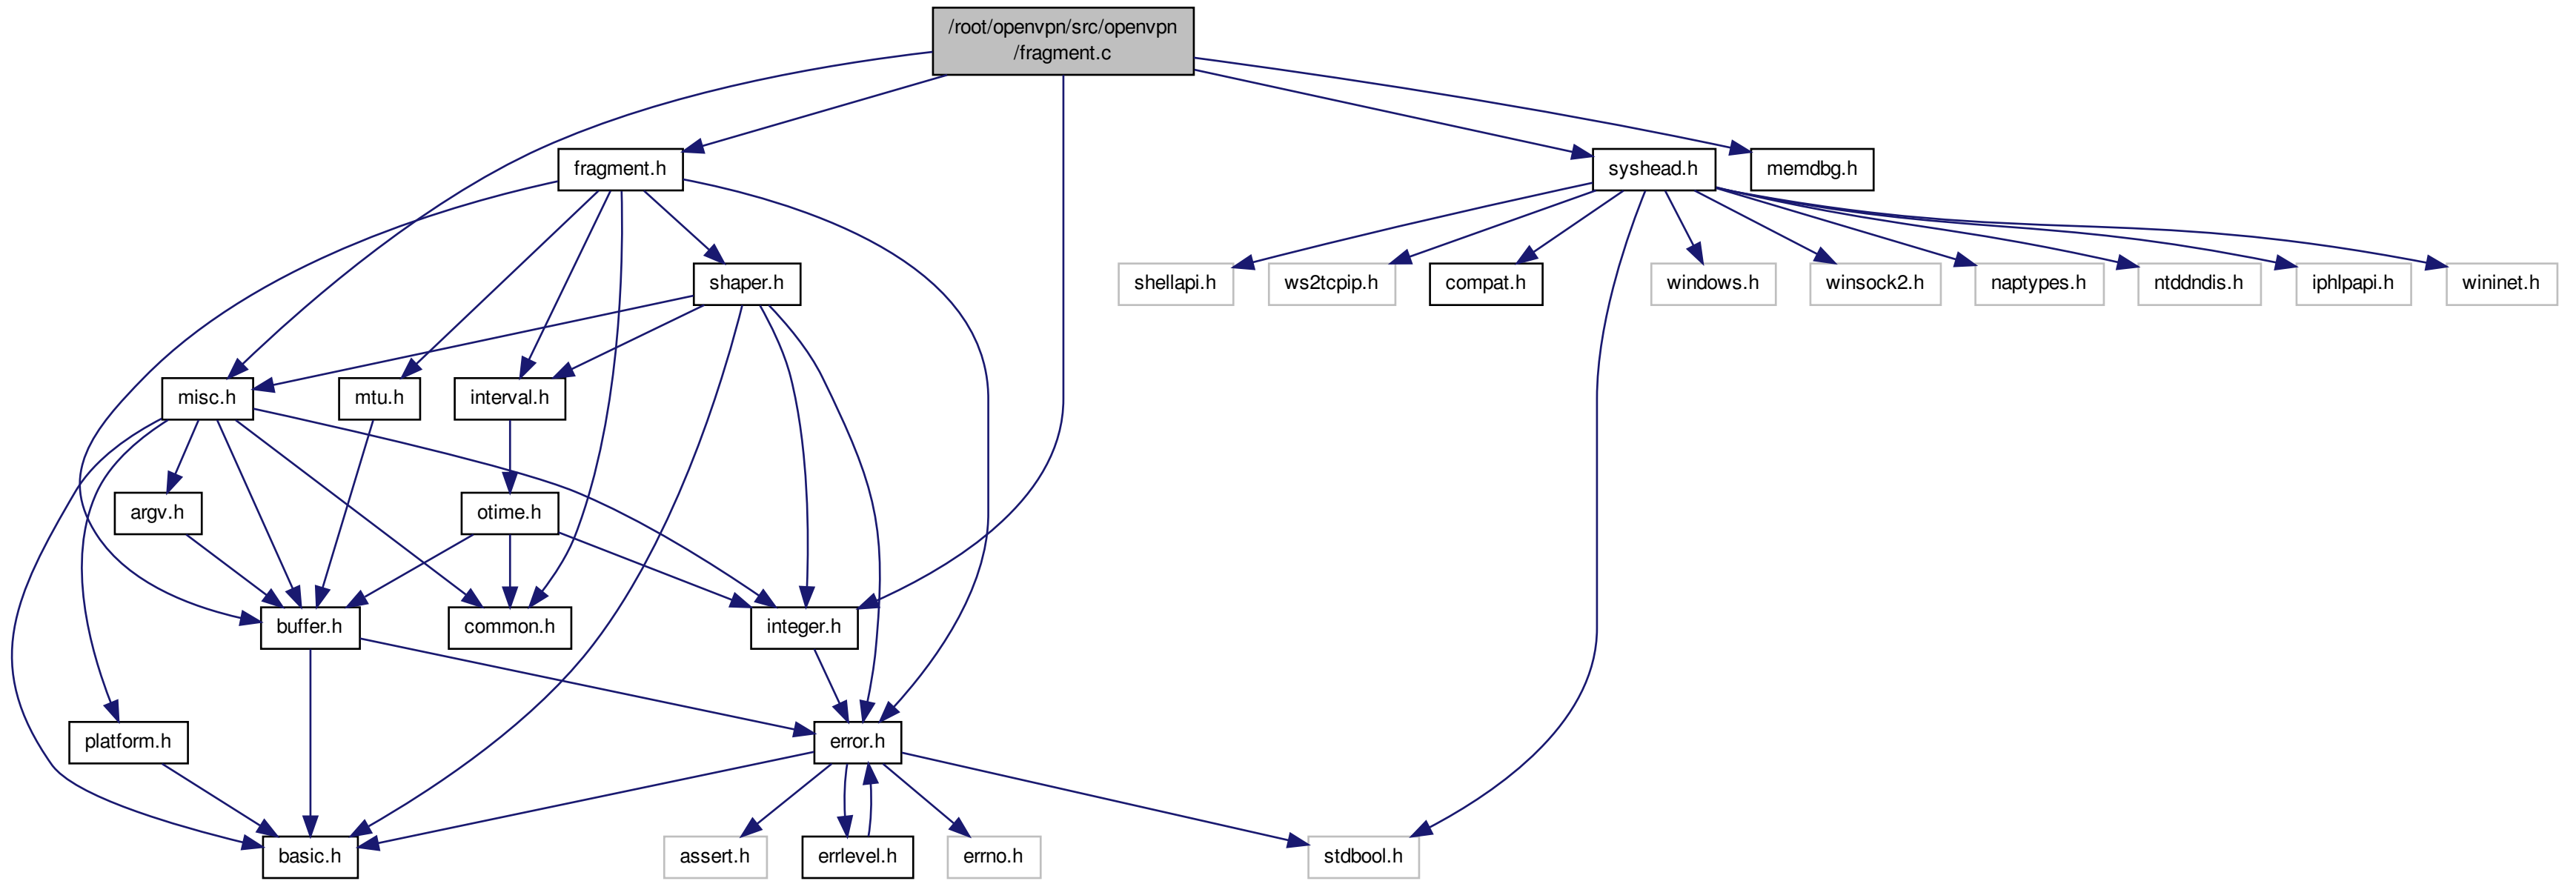 /root/openvpn/src/openvpn
/fragment.c
fragment.h
syshead.h
memdbg.h
shaper.h
shellapi.h
ws2tcpip.h
compat.h
windows.h
winsock2.h
naptypes.h
ntddndis.h
iphlpapi.h
wininet.h
misc.h
mtu.h
interval.h
argv.h
otime.h
buffer.h
common.h
integer.h
platform.h
error.h
basic.h
assert.h
errlevel.h
errno.h
stdbool.h